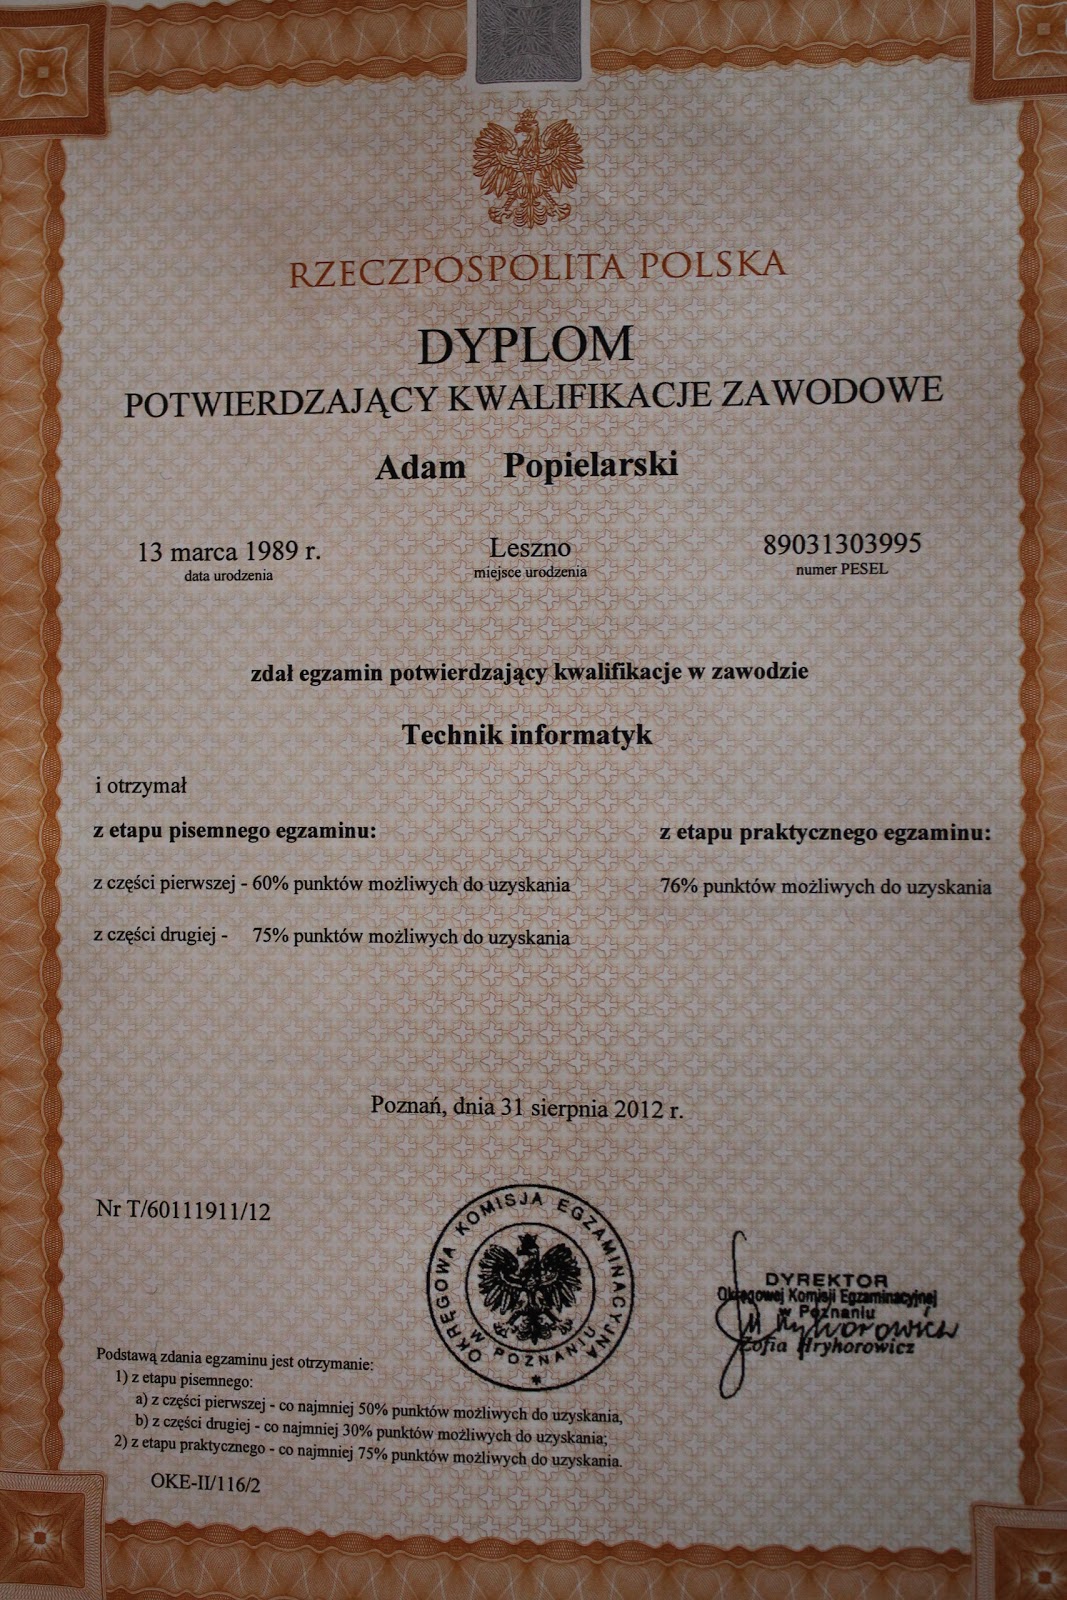 RZECZPOSPOLITA POLSKA
DYPLOM
POTWIERDZAJĄCY KWALIFIKACJE ZAWODOWE
Adam Popielarski
13 marca 1989 r. Leszno 89031303995
data urodzenia miejsce urodzenia numer PESEL
zdał egzamin potwierdzający kwalifikacje w zawodzie
Technik informatyk
i otrzymał
z etapu pisemnego egzaminu: z etapu praktycznego egzaminu:
z części pierwszej - 60% punktów możliwych do uzyskania 76% punktów możliwych do uzyskania
z części drugiej - 75% punktów możliwych do uzyskania
Poznań, dnia 31 sierpnia 2012 r.
Nr T/60111911/12
OKRĘGOWA KOMISJA EGZAMINACYJNA
W POZNANIU
DYREKTOR
Okręgowej Komisji Egzaminacyjnej
w Poznaniu
Zofia Hryhorowicz
Podstawą zdania egzaminu jest otrzymanie:
1) z etapu pisemnego:
a) z części pierwszej - co najmniej 50% punktów możliwych do uzyskania,
b) z części drugiej - co najmniej 30% punktów możliwych do uzyskania;
2) z etapu praktycznego - co najmniej 75% punktów możliwych do uzyskania.
OKE-II/116/2